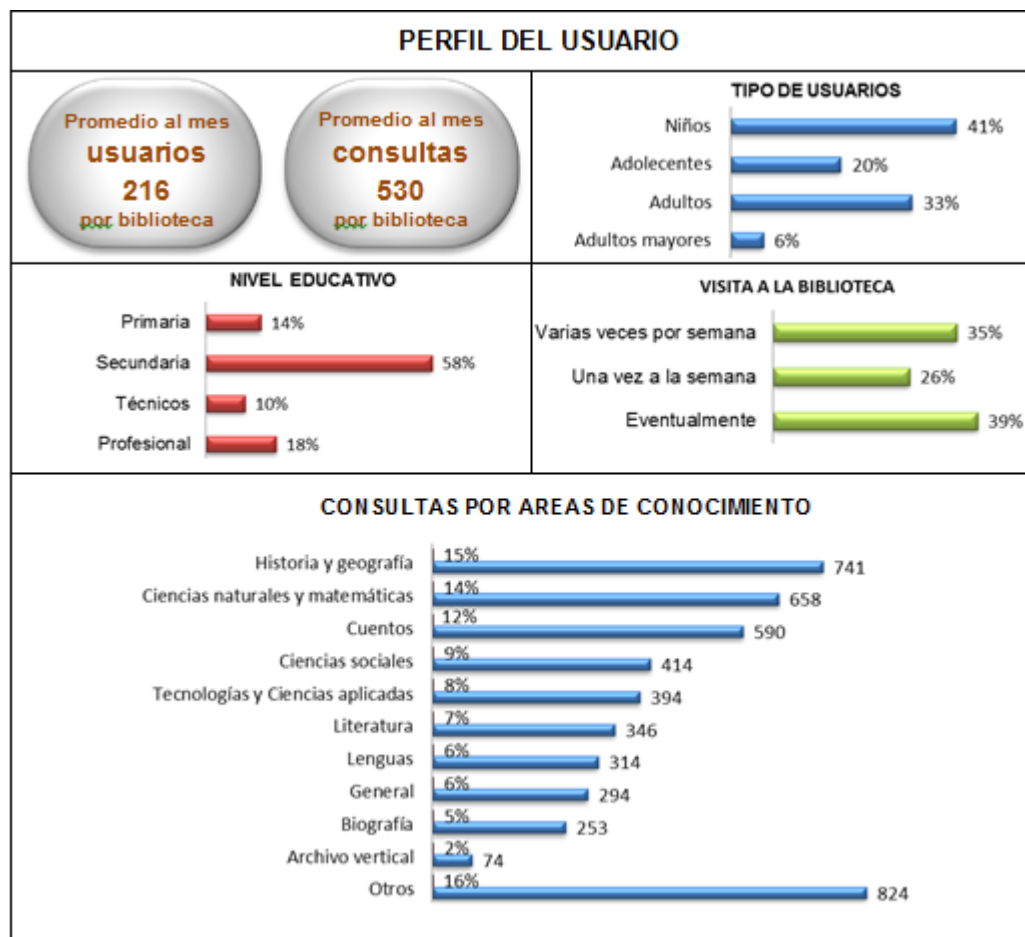 PERFIL DEL USUARIO
Promedio al mes
usuarios
216
por biblioteca
Promedio al mes
consultas
530
por biblioteca
TIPO DE USUARIOS
Niños 41%
Adolecentes 20%
Adultos 33%
Adultos mayores 6%
NIVEL EDUCATIVO
Primaria 14%
Secundaria 58%
Técnicos 10%
Profesional 18%
VISITA A LA BIBLIOTECA
Varias veces por semana 35%
Una vez a la semana 26%
Eventualmente 39%
CONSULTAS POR AREAS DE CONOCIMIENTO
Historia y geografía 15% 741
Ciencias naturales y matemáticas 14% 658
Cuentos 12% 590
Ciencias sociales 9% 414
Tecnologías y Ciencias aplicadas 8% 394
Literatura 7% 346
Lenguas 6% 314
General 6% 294
Biografía 5% 253
Archivo vertical 2% 74
Otros 16% 824